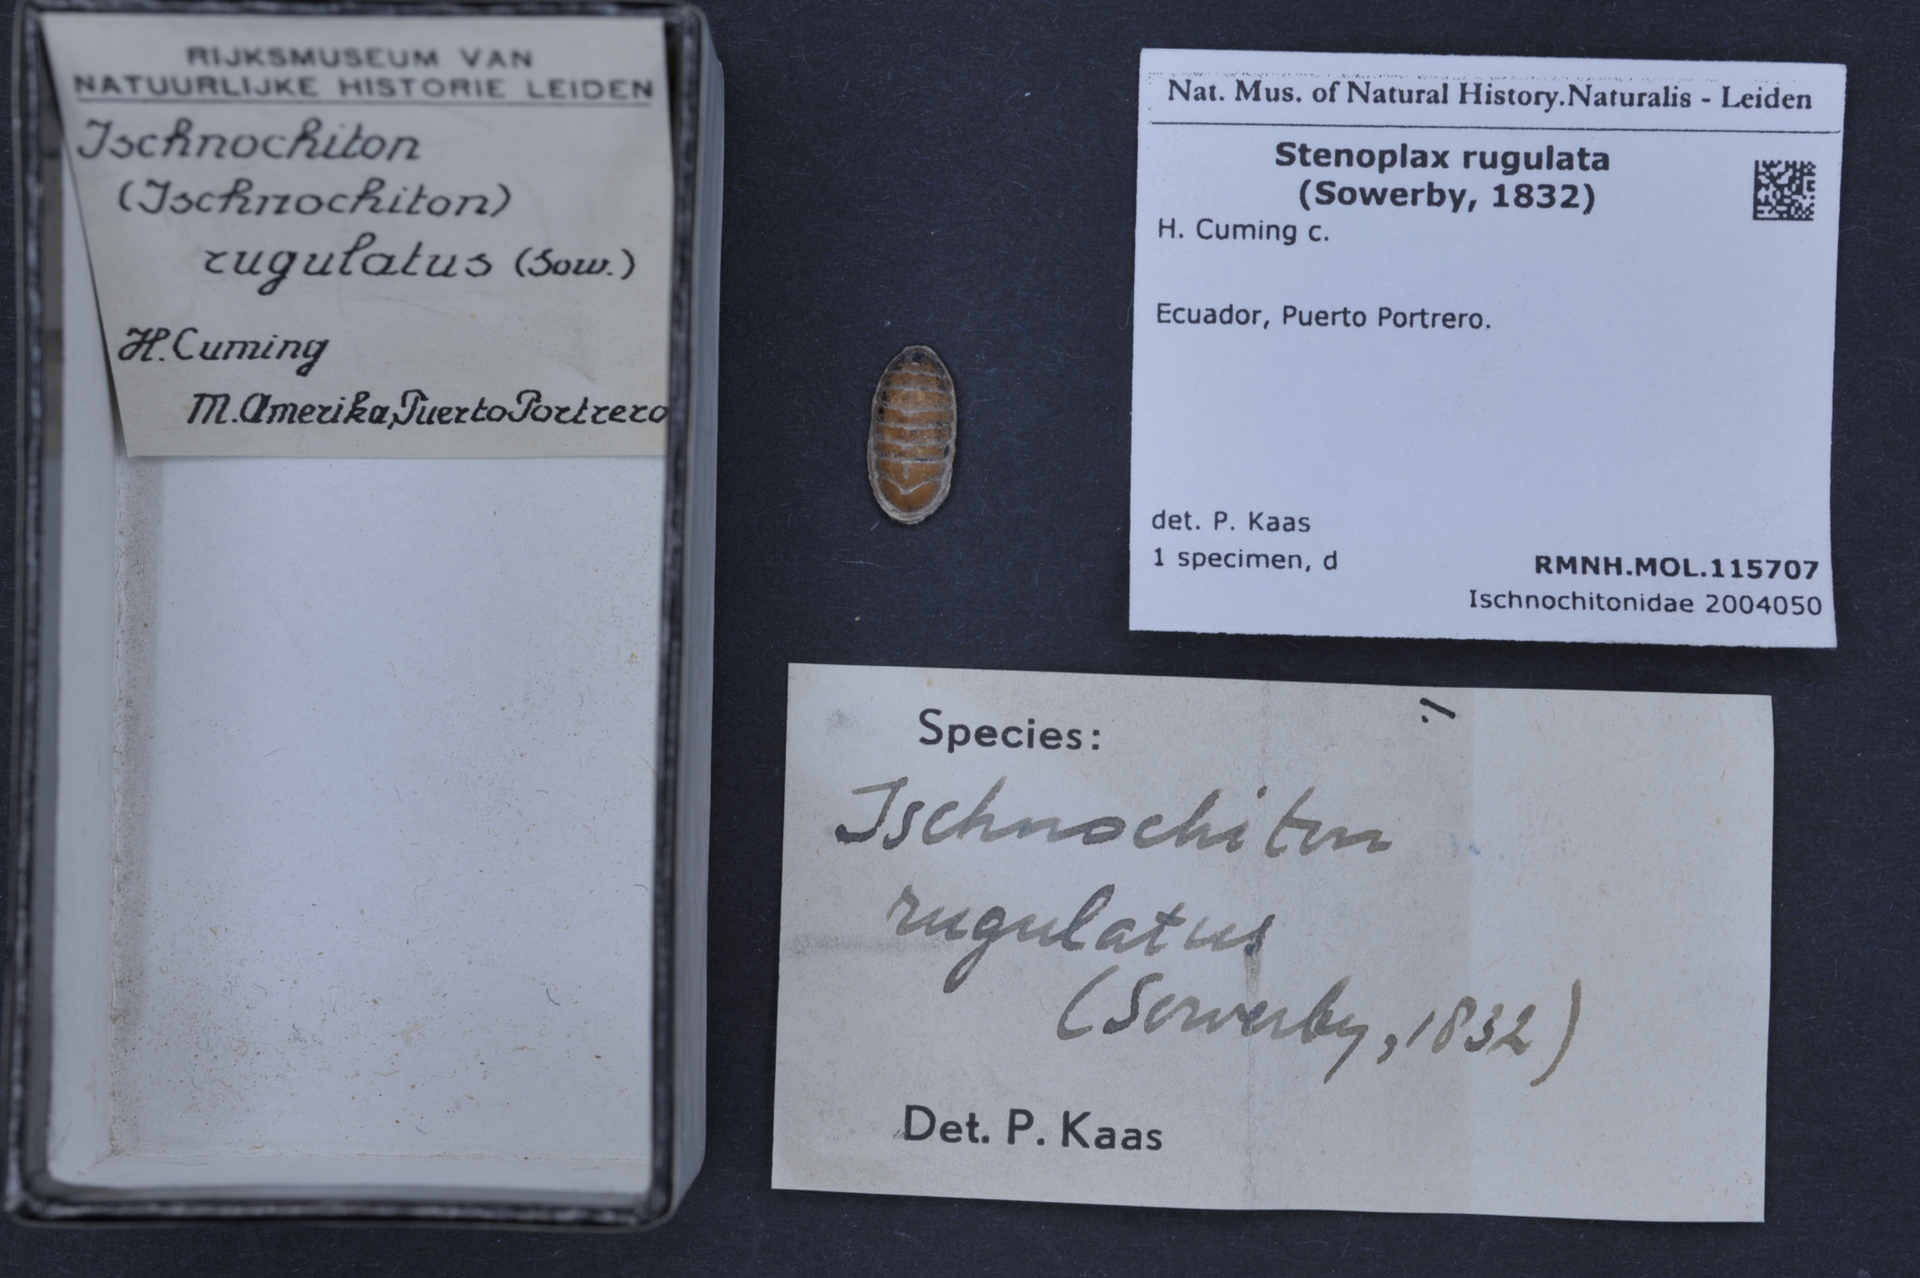 RIJKSMUSEUM VAN
NATUURLIJKE HISTORIE LEIDEN
Ischnochiton
(Ischnochiton)
rugulatus (Sow.)
H. Cuming
M. Amerika, Puerto Portrero
Nat. Mus. of Natural History.Naturalis - Leiden
Stenoplax rugulata
(Sowerby, 1832)
H. Cuming c.
Ecuador, Puerto Portrero.
det. P. Kaas
1 specimen, d
RMNH.MOL.115707
Ischnochitonidae 2004050
Species:
Ischnochiton
rugulatus
(Sowerby, 1832)
Det. P. Kaas